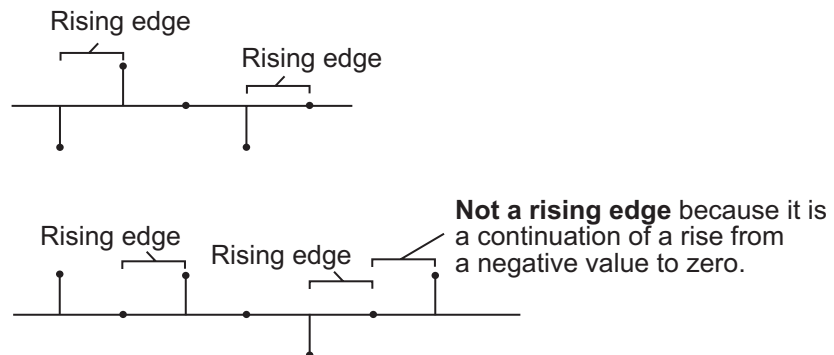 Rising edge
Rising edge
Rising edge
Rising edge
Not a rising edge because it is
a continuation of a rise from
a negative value to zero.